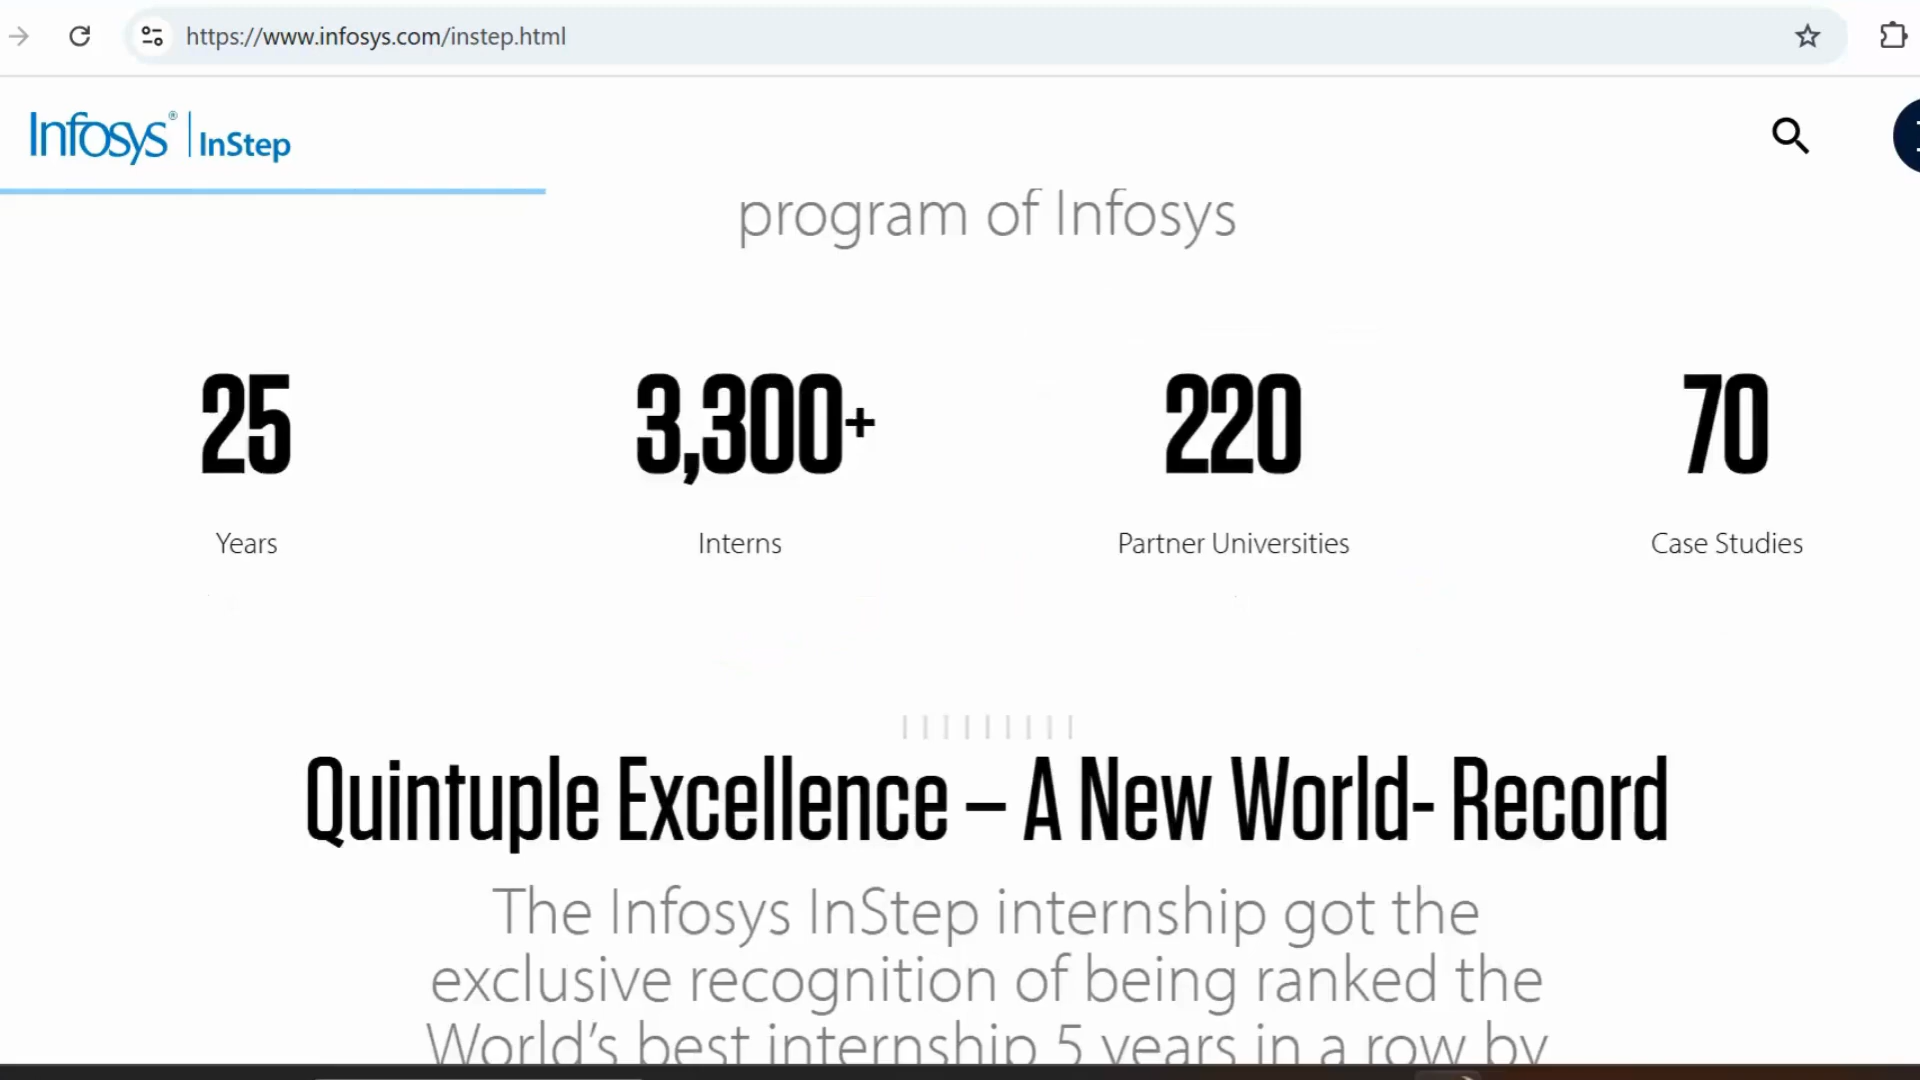 https://www.infosys.com/instep.html
Infosys® | InStep
program of Infosys
25
3,300+
220
70
Years
Interns
Partner Universities
Case Studies
Quintuple Excellence – A New World- Record
The Infosys InStep internship got the
exclusive recognition of being ranked the
World's best internship 5 years in a row by